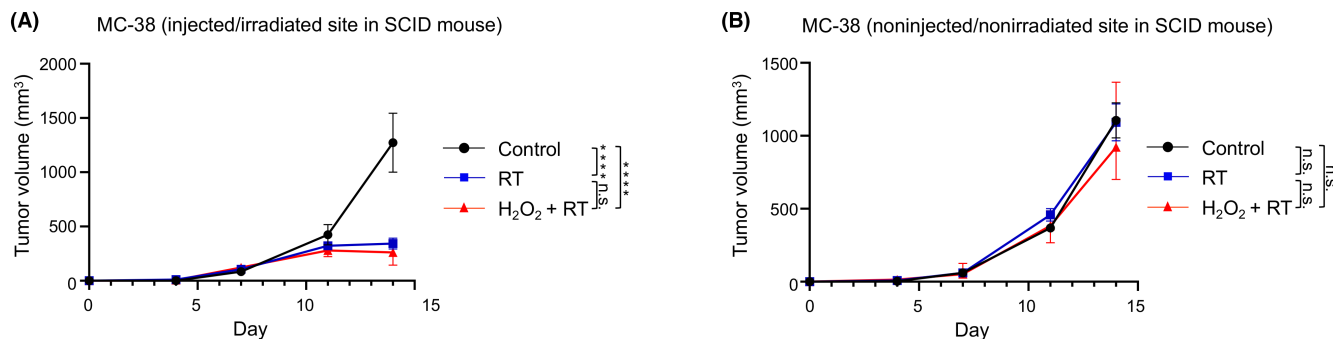 (A) MC-38 (injected/irradiated site in SCID mouse)
Tumor volume (mm³)
2000
1500
1000
500
0
0 5 10 15
Day
Control
RT
H₂O₂ + RT
****
n.s.
****
(B) MC-38 (noninjected/nonirradiated site in SCID mouse)
Tumor volume (mm³)
1500
1000
500
0
0 5 10 15
Day
Control
RT
H₂O₂ + RT
n.s.
n.s.
n.s.